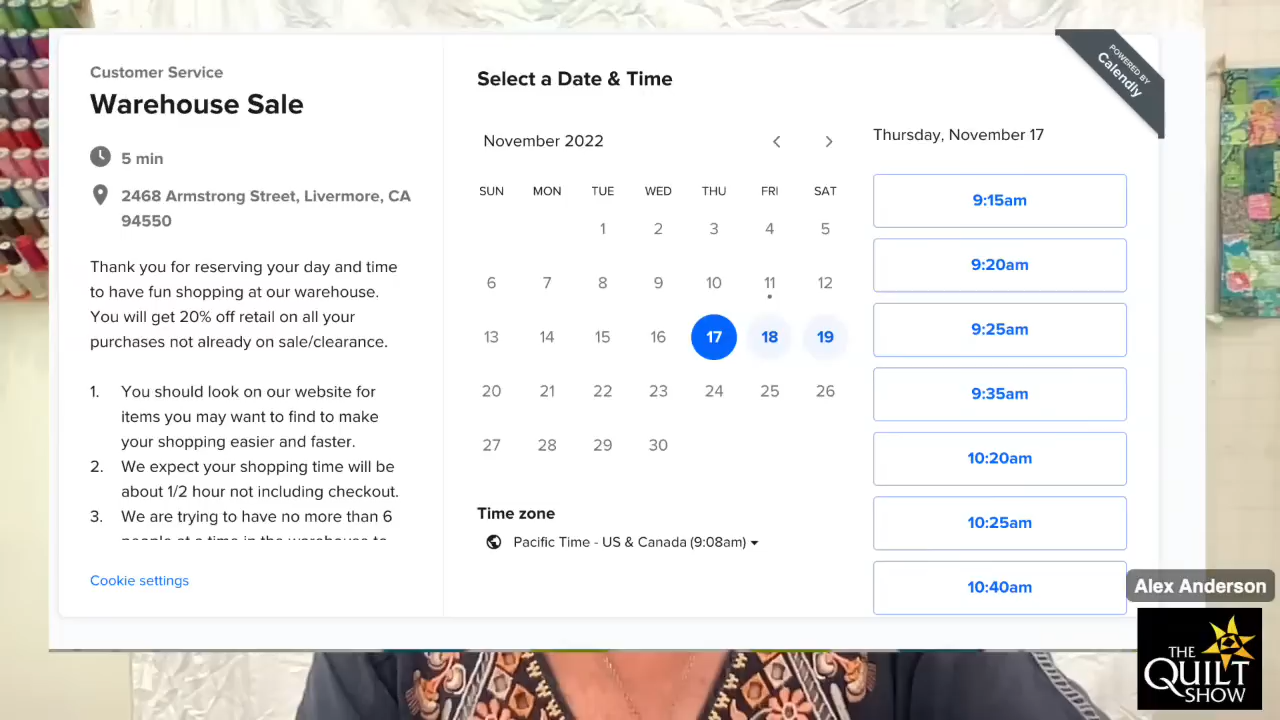 Customer Service
Warehouse Sale
5 min
2468 Armstrong Street, Livermore, CA
94550
Thank you for reserving your day and time
to have fun shopping at our warehouse.
You will get 20% off retail on all your
purchases not already on sale/clearance.
1. You should look on our website for
items you may want to find to make
your shopping easier and faster.
2. We expect your shopping time will be
about 1/2 hour not including checkout.
3. We are trying to have no more than 6
people at a time in the warehouse to
Cookie settings
Select a Date & Time
November 2022
SUN MON TUE WED THU FRI SAT
1 2 3 4 5
6 7 8 9 10 11 12
13 14 15 16 17 18 19
20 21 22 23 24 25 26
27 28 29 30
Time zone
Pacific Time - US & Canada (9:08am)
Thursday, November 17
9:15am
9:20am
9:25am
9:35am
10:20am
10:25am
10:40am
POWERED BY
Calendly
Alex Anderson
THE
QUILT
SHOW